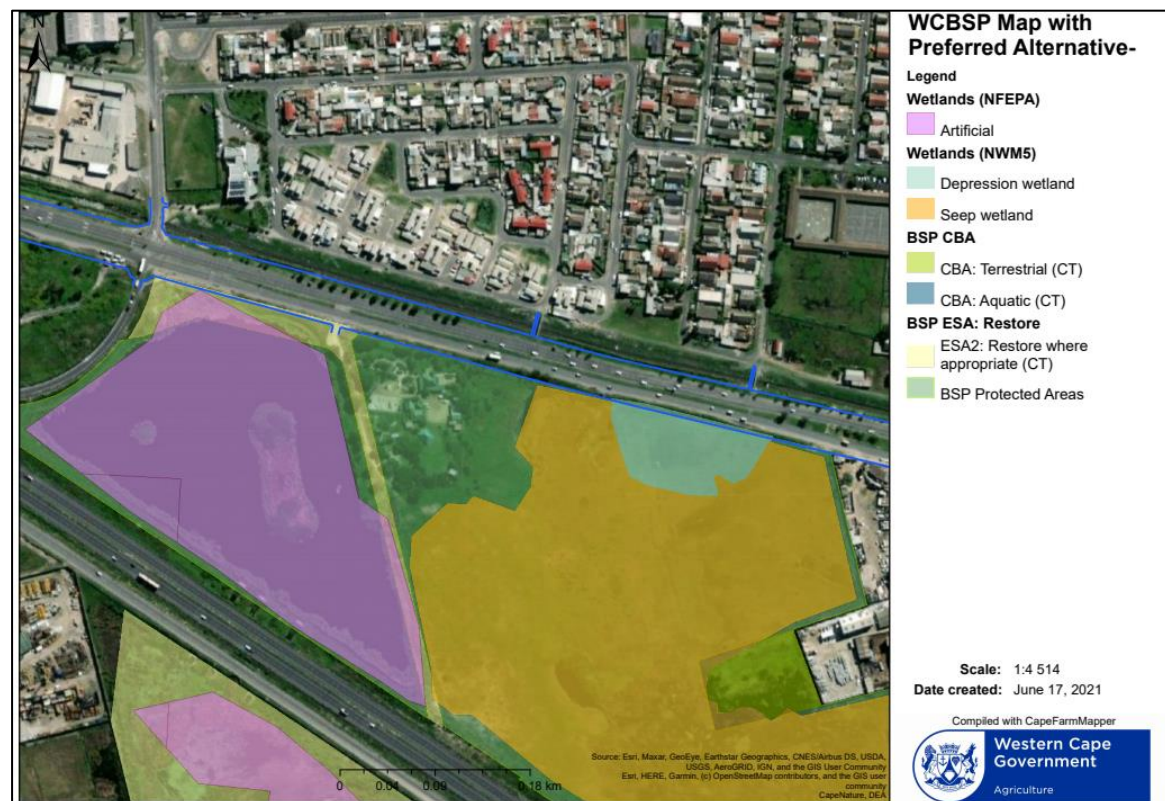 WCBSP Map with
Preferred Alternative-
Legend
Wetlands (NFEPA)
Artificial
Wetlands (NWM5)
Depression wetland
Seep wetland
BSP CBA
CBA: Terrestrial (CT)
CBA: Aquatic (CT)
BSP ESA: Restore
ESA2: Restore where
appropriate (CT)
BSP Protected Areas
Scale: 1:4 514
Date created: June 17, 2021
Compiled with CapeFarmMapper
Western Cape
Government
Agriculture
N
Source: Esri, Maxar, GeoEye, Earthstar Geographics, CNES/Airbus DS, USDA,
USGS, AeroGRID, IGN, and the GIS User Community
Esri, HERE, Garmin, (c) OpenStreetMap contributors, and the GIS user
community
CapeNature, DEA
0 0.04 0.09 0.18 km